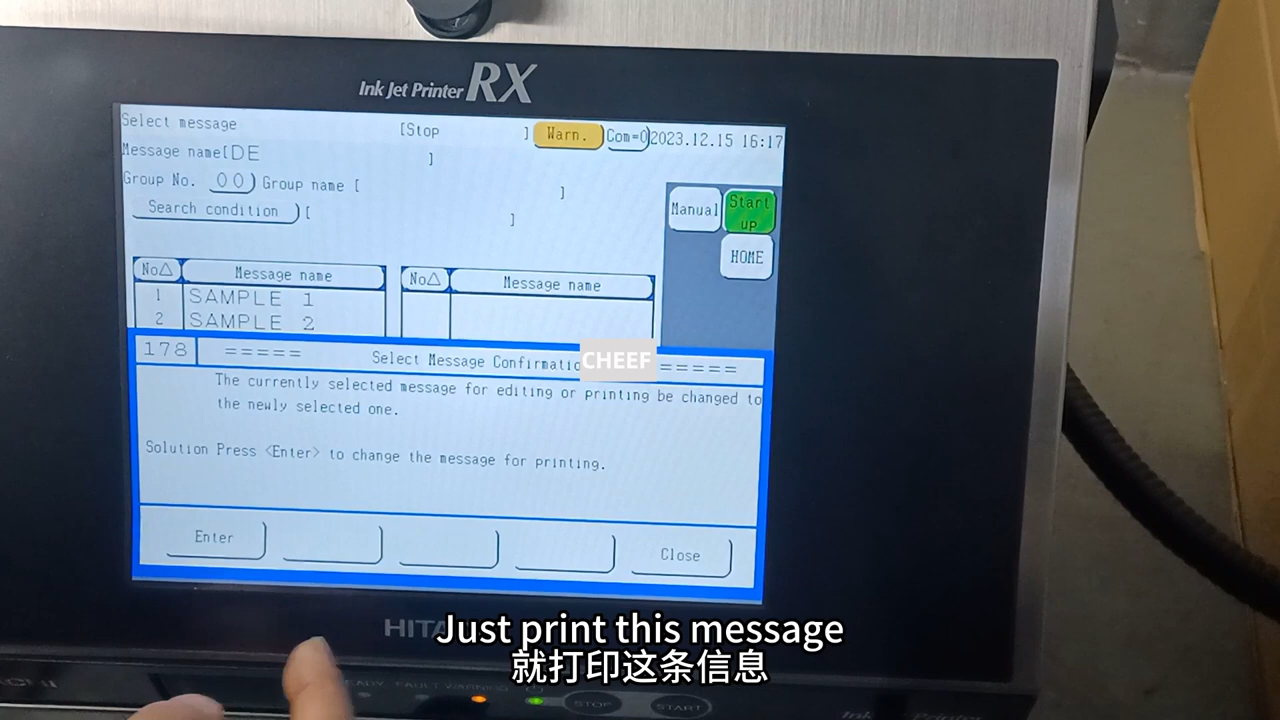 Ink Jet Printer RX
Select message [Stop ] Warn. Com=0 2023.12.15 16:17
Message name[DE ]
Group No. 00 Group name [ ]
Search condition [ ]
Manual Start up
HOME
No△ Message name No△ Message name
1 SAMPLE 1
2 SAMPLE 2
178 ===== Select Message Confirmatio =====
CHEEF
The currently selected message for editing or printing be changed to
the newly selected one.
Solution Press <Enter> to change the message for printing.
Enter Close
Just print this message
就打印这条信息
WARNING
STOP START